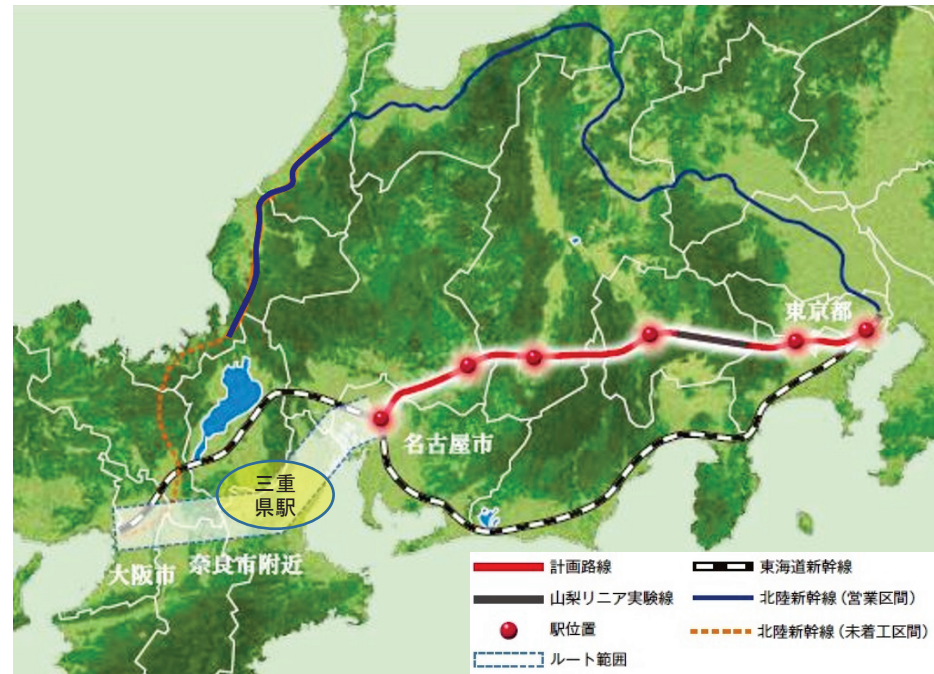 東京都
名古屋市
三重
県駅
大阪市
奈良市附近
計画路線
東海道新幹線
山梨リニア実験線
北陸新幹線(営業区間)
駅位置
北陸新幹線(未着工区間)
ルート範囲